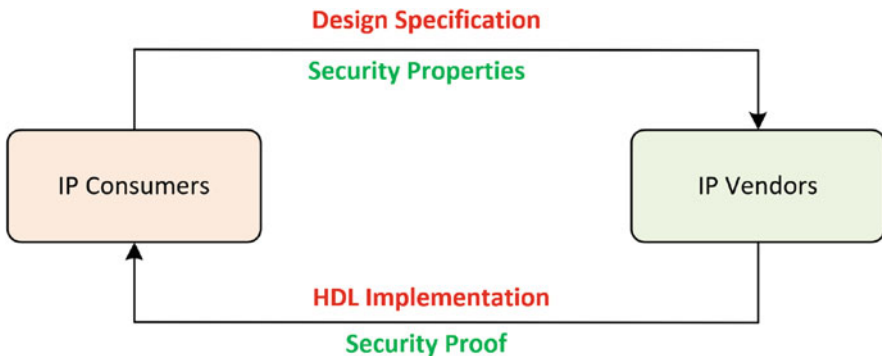 Design Specification
Security Properties
IP Consumers
IP Vendors
HDL Implementation
Security Proof